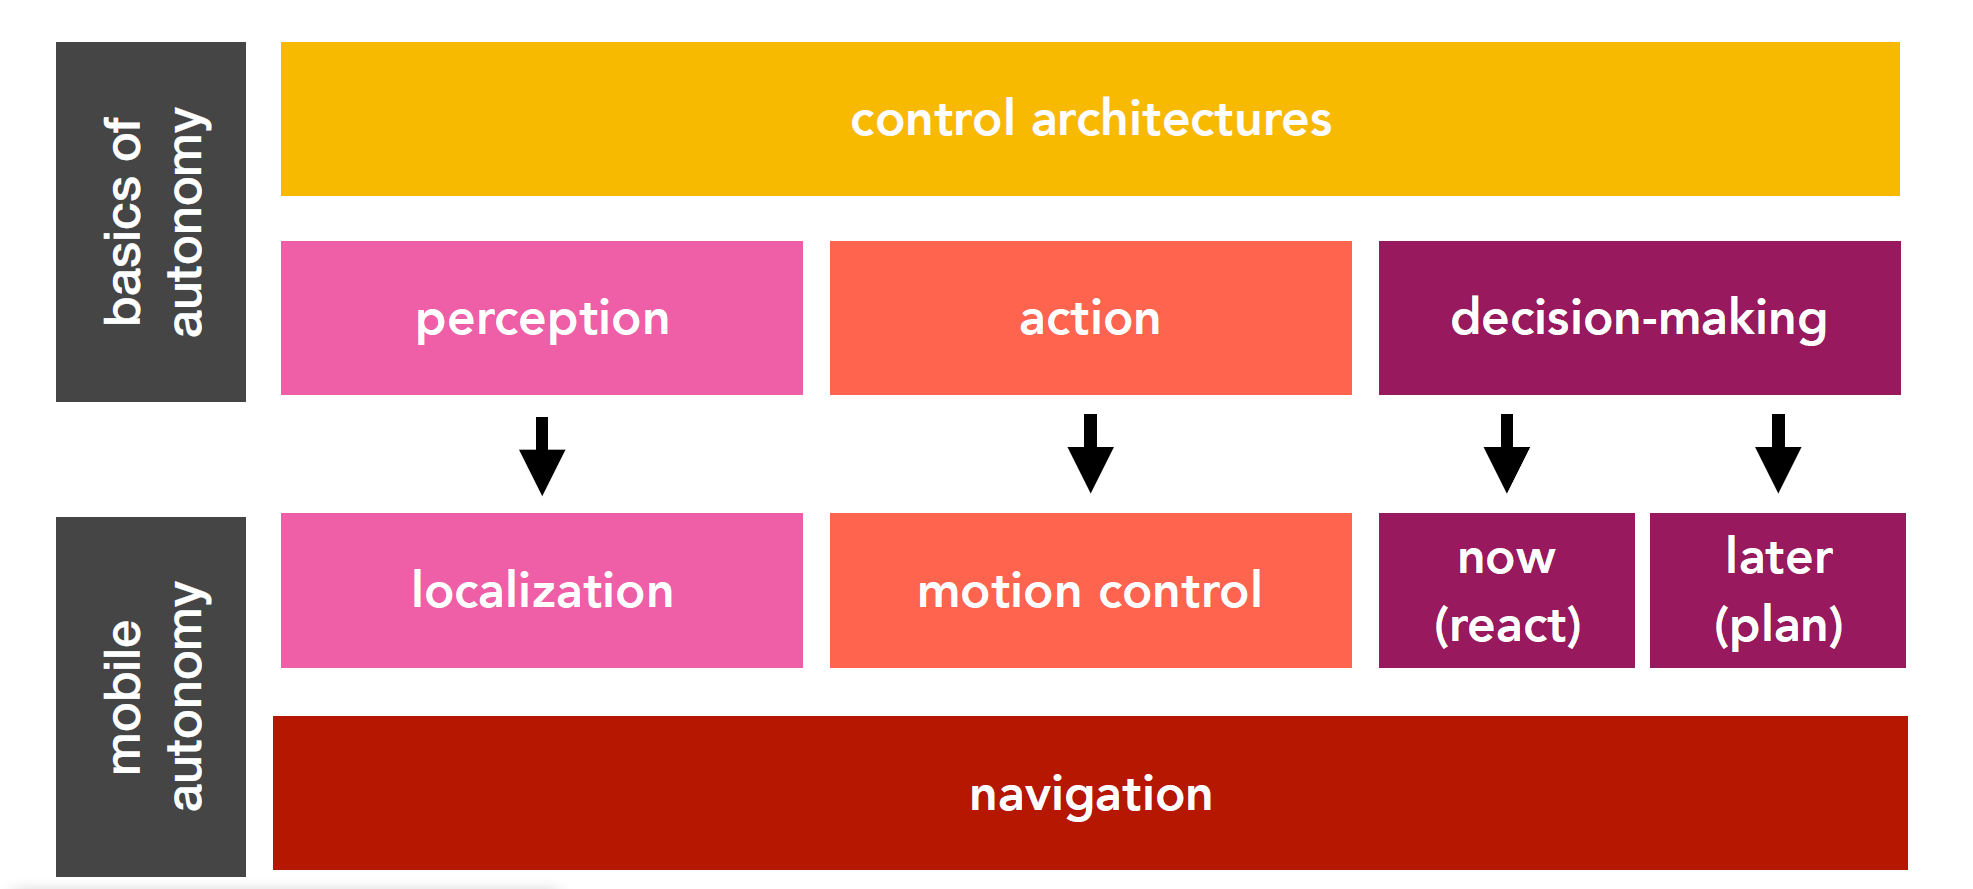 basics of
autonomy
control architectures
perception
action
decision-making
mobile
autonomy
localization
motion control
now
(react)
later
(plan)
navigation